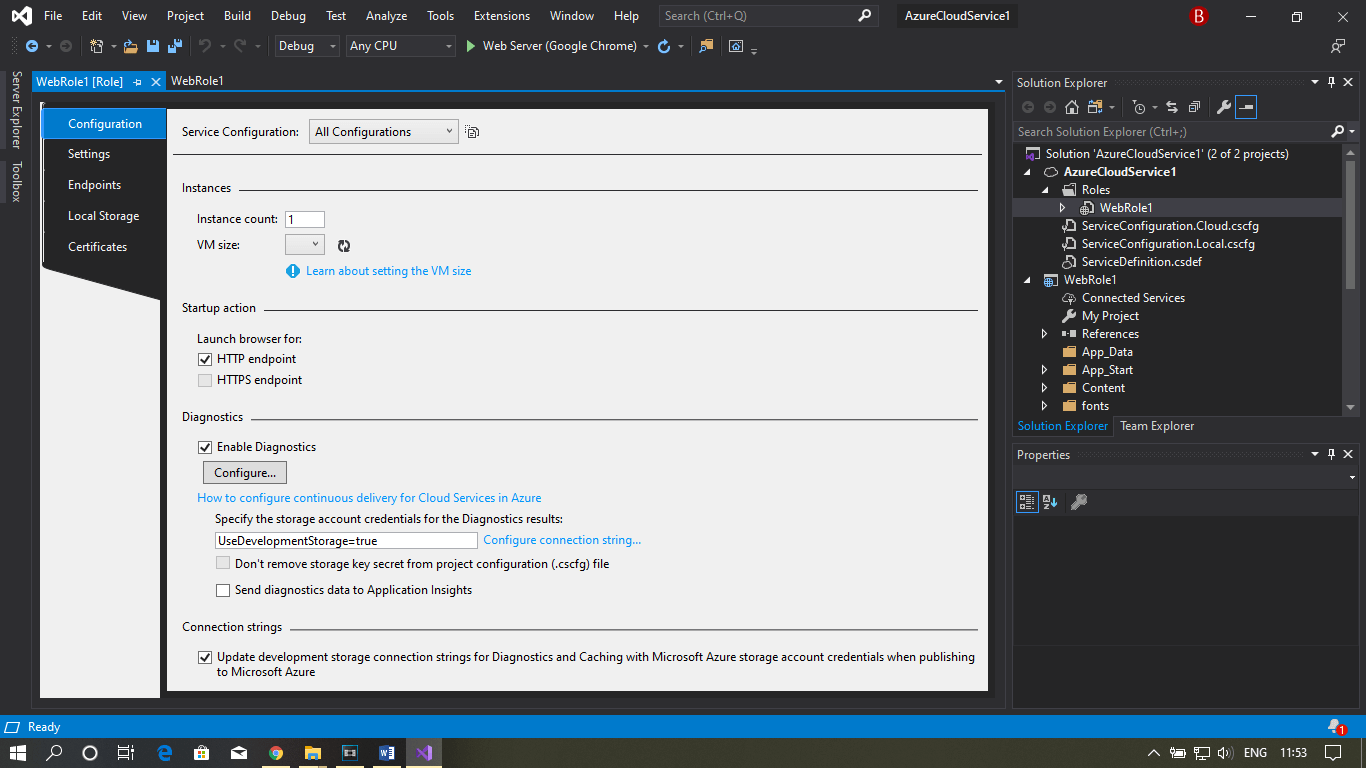 File Edit View Project Build Debug Test Analyze Tools Extensions Window Help Search (Ctrl+Q) AzureCloudService1 B
Debug Any CPU Web Server (Google Chrome)
Server Explorer
Toolbox
WebRole1 [Role] WebRole1
Configuration
Settings
Endpoints
Local Storage
Certificates
Service Configuration: All Configurations
Instances
Instance count: 1
VM size:
Learn about setting the VM size
Startup action
Launch browser for:
HTTP endpoint
HTTPS endpoint
Diagnostics
Enable Diagnostics
Configure...
How to configure continuous delivery for Cloud Services in Azure
Specify the storage account credentials for the Diagnostics results:
UseDevelopmentStorage=true Configure connection string...
Don't remove storage key secret from project configuration (.cscfg) file
Send diagnostics data to Application Insights
Connection strings
Update development storage connection strings for Diagnostics and Caching with Microsoft Azure storage account credentials when publishing
to Microsoft Azure
Solution Explorer
Search Solution Explorer (Ctrl+;)
Solution 'AzureCloudService1' (2 of 2 projects)
AzureCloudService1
Roles
WebRole1
ServiceConfiguration.Cloud.cscfg
ServiceConfiguration.Local.cscfg
ServiceDefinition.csdef
WebRole1
Connected Services
My Project
References
App_Data
App_Start
Content
fonts
Solution Explorer Team Explorer
Properties
Ready 1
ENG 11:53